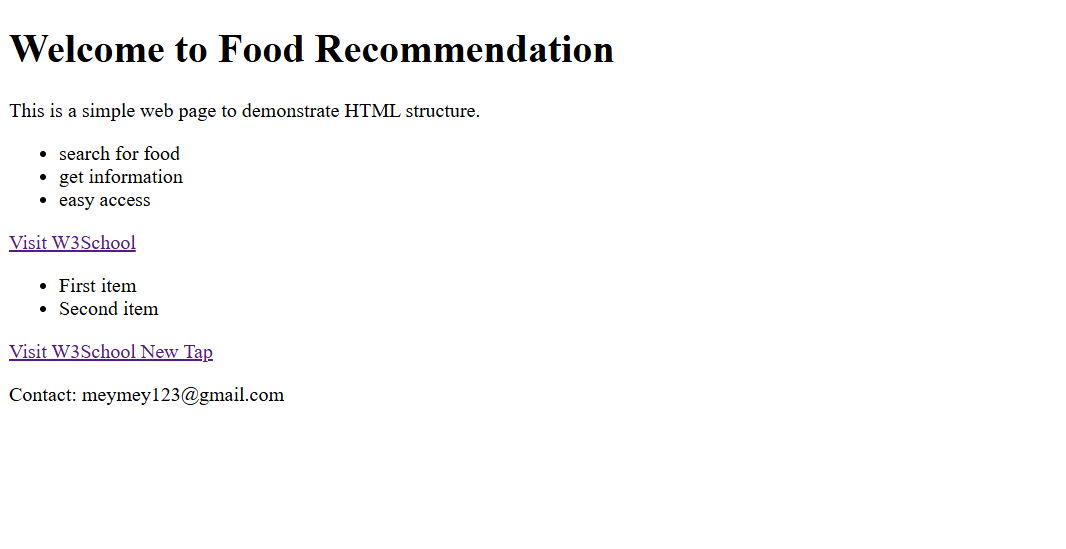 Welcome to Food Recommendation
This is a simple web page to demonstrate HTML structure.
• search for food
• get information
• easy access
Visit W3School
• First item
• Second item
Visit W3School New Tap
Contact: meymey123@gmail.com